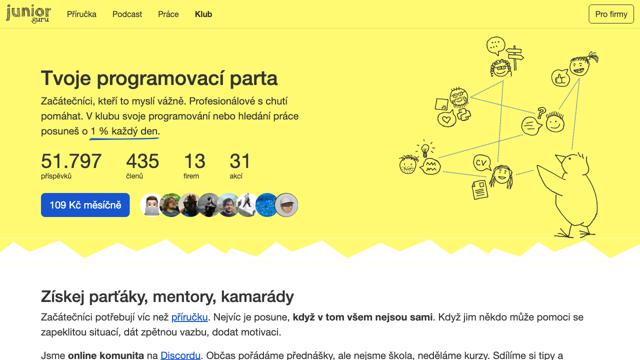 junior
.guru
Příručka
Podcast
Práce
Klub
Pro firmy
Tvoje programovací parta
Začátečníci, kteří to myslí vážně. Profesionálové s chutí
pomáhat. V klubu svoje programování nebo hledání práce
posuneš o 1 % každý den.
51.797 435 13 31
příspěvků členů firem akcí
109 Kč měsíčně
CV
Získej parťáky, mentory, kamarády
Začátečníci potřebují víc než příručku. Nejvíc je posune, když v tom všem nejsou sami. Když jim někdo může pomoci se
zapeklitou situací, dát zpětnou vazbu, dodat motivaci.
Jsme online komunita na Discordu. Občas pořádáme přednášky, ale nejsme škola, neděláme kurzy. Sdílíme si tipy a